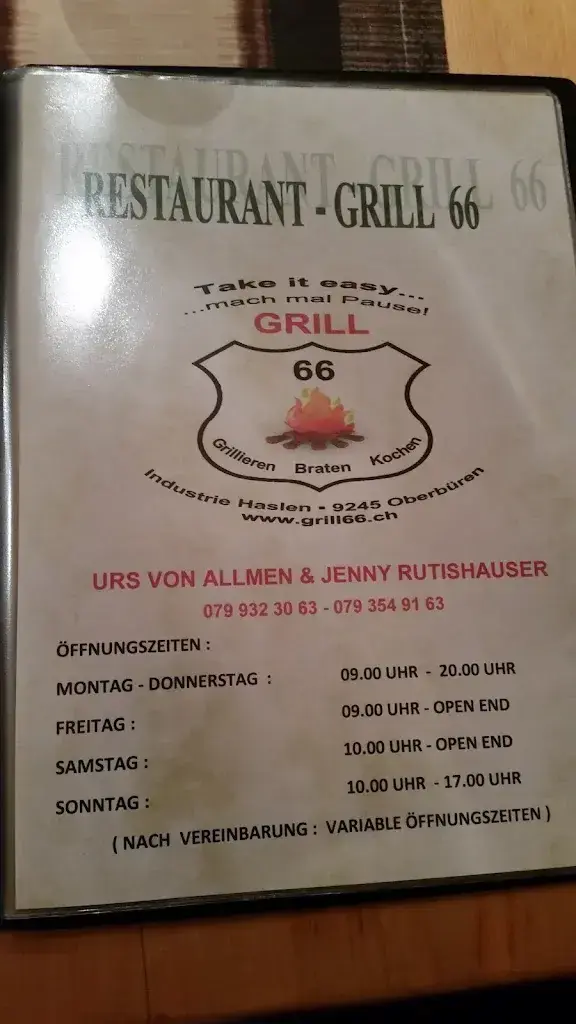 RESTAURANT - GRILL 66
Take it easy...
...mach mal Pause!
GRILL
66
Grillieren Braten Kochen
Industrie Haslen - 9245 Oberbüren
www.grill66.ch
URS VON ALLMEN & JENNY RUTISHAUSER
079 932 30 63 - 079 354 91 63
ÖFFNUNGSZEITEN :
MONTAG - DONNERSTAG : 09.00 UHR - 20.00 UHR
FREITAG : 09.00 UHR - OPEN END
SAMSTAG : 10.00 UHR - OPEN END
SONNTAG : 10.00 UHR - 17.00 UHR
( NACH VEREINBARUNG : VARIABLE ÖFFNUNGSZEITEN )